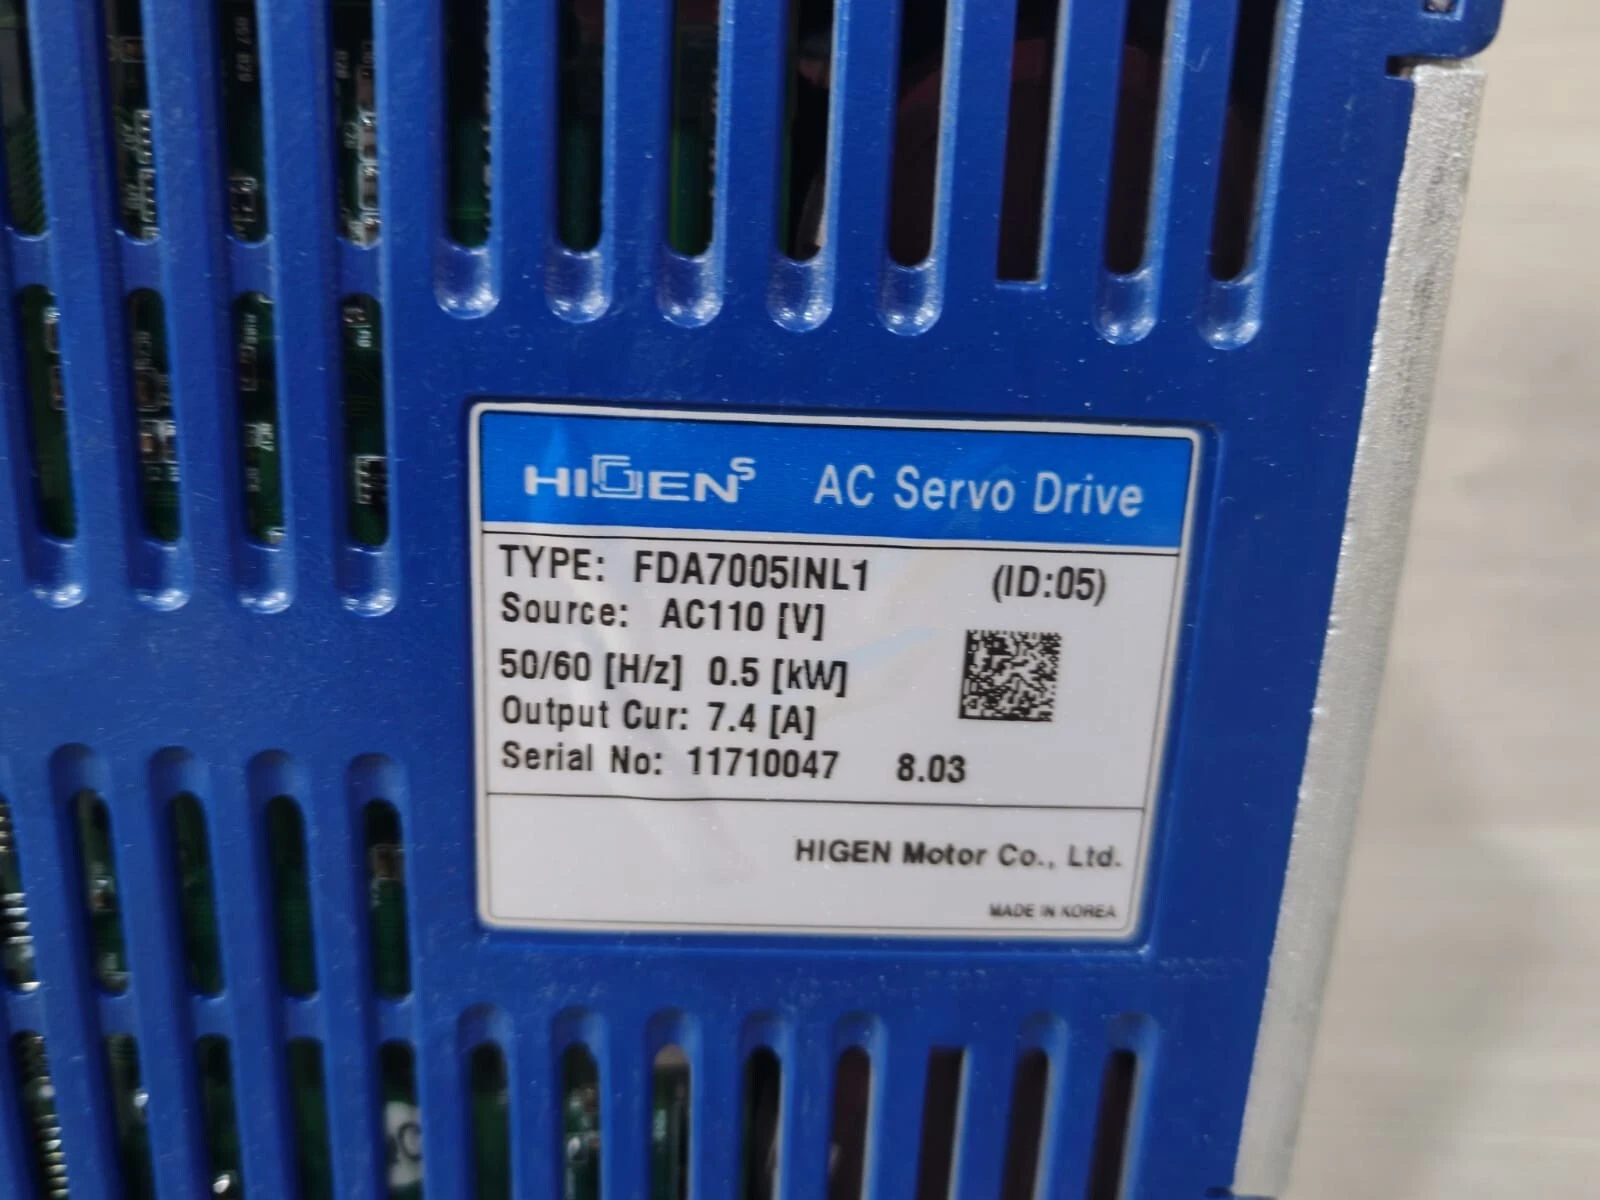 HIGEN S AC Servo Drive
TYPE: FDA7005INL1 (ID:05)
Source: AC110 [V]
50/60 [H/z] 0.5 [kW]
Output Cur: 7.4 [A]
Serial No: 11710047 8.03
HIGEN Motor Co., Ltd.
MADE IN KOREA